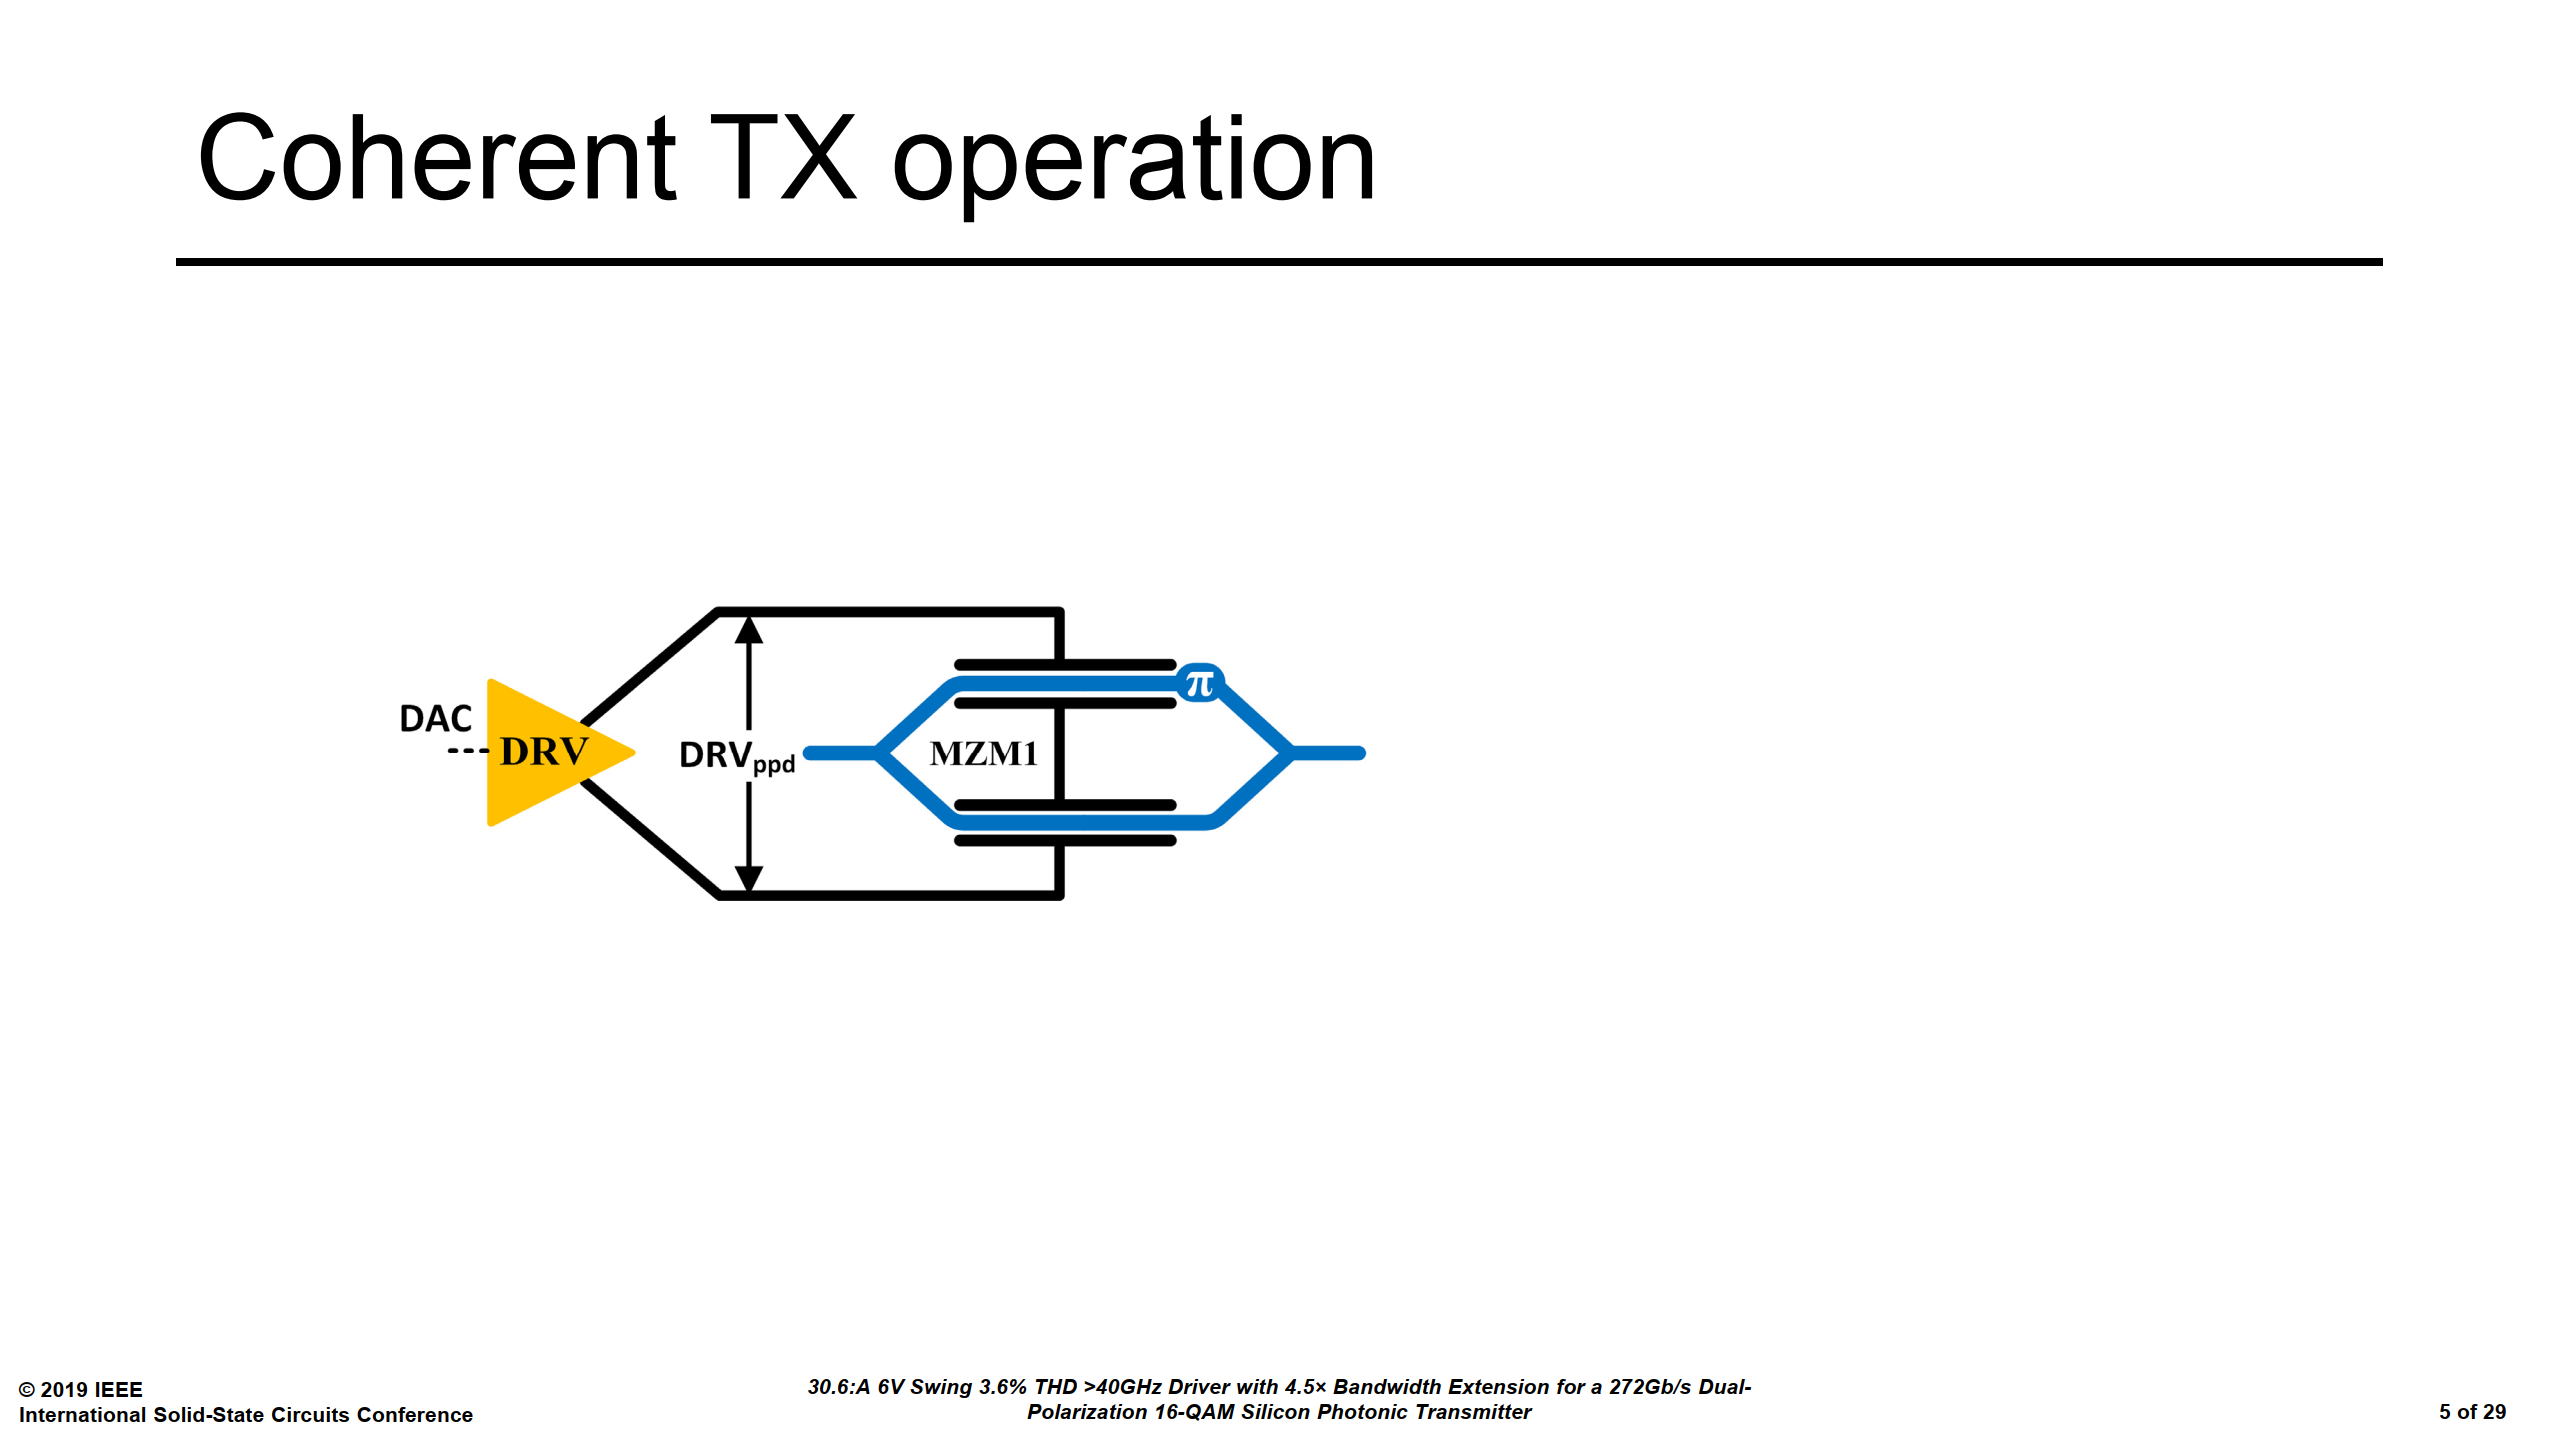 Coherent TX operation
DAC
DRV
DRVppd
MZM1
π
© 2019 IEEE
International Solid-State Circuits Conference
30.6:A 6V Swing 3.6% THD >40GHz Driver with 4.5× Bandwidth Extension for a 272Gb/s Dual-
Polarization 16-QAM Silicon Photonic Transmitter
5 of 29